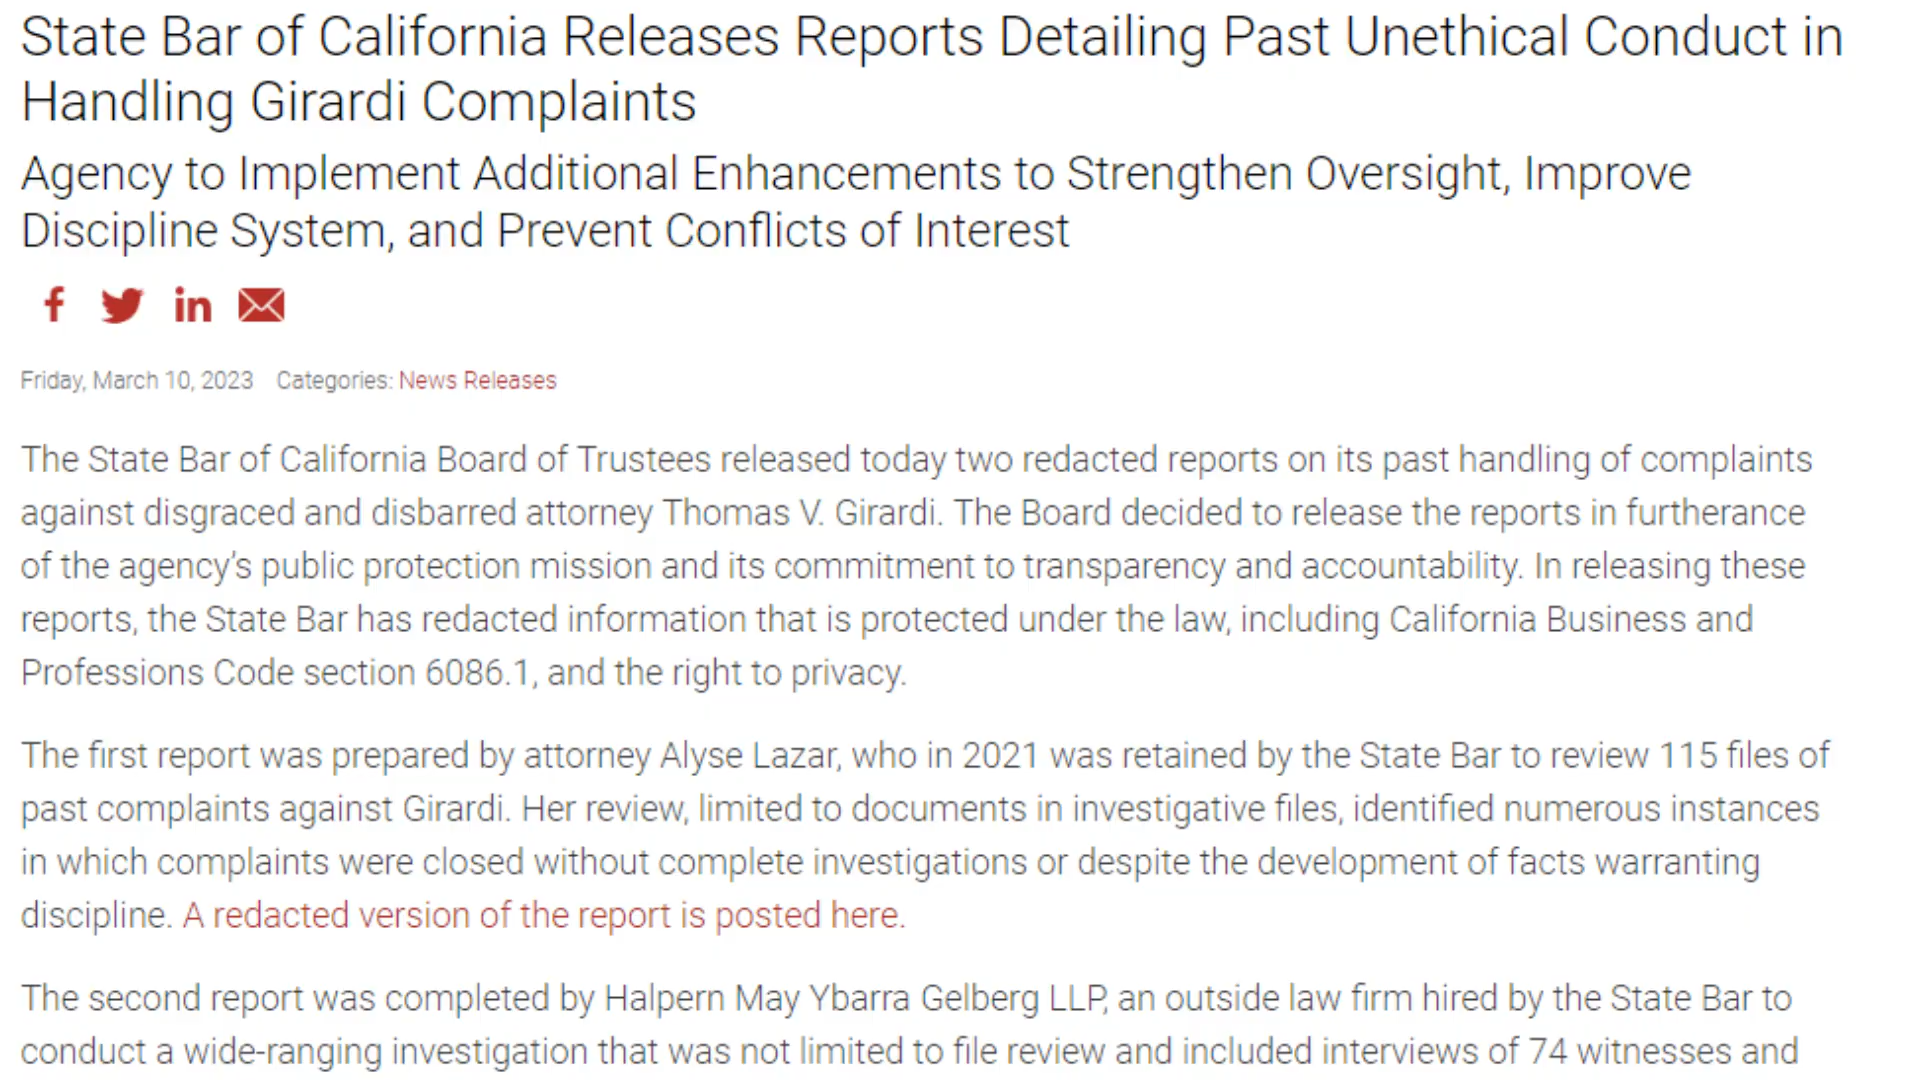 State Bar of California Releases Reports Detailing Past Unethical Conduct in
Handling Girardi Complaints
Agency to Implement Additional Enhancements to Strengthen Oversight, Improve
Discipline System, and Prevent Conflicts of Interest
Friday, March 10, 2023 Categories: News Releases
The State Bar of California Board of Trustees released today two redacted reports on its past handling of complaints
against disgraced and disbarred attorney Thomas V. Girardi. The Board decided to release the reports in furtherance
of the agency's public protection mission and its commitment to transparency and accountability. In releasing these
reports, the State Bar has redacted information that is protected under the law, including California Business and
Professions Code section 6086.1, and the right to privacy.
The first report was prepared by attorney Alyse Lazar, who in 2021 was retained by the State Bar to review 115 files of
past complaints against Girardi. Her review, limited to documents in investigative files, identified numerous instances
in which complaints were closed without complete investigations or despite the development of facts warranting
discipline. A redacted version of the report is posted here.
The second report was completed by Halpern May Ybarra Gelberg LLP, an outside law firm hired by the State Bar to
conduct a wide-ranging investigation that was not limited to file review and included interviews of 74 witnesses and